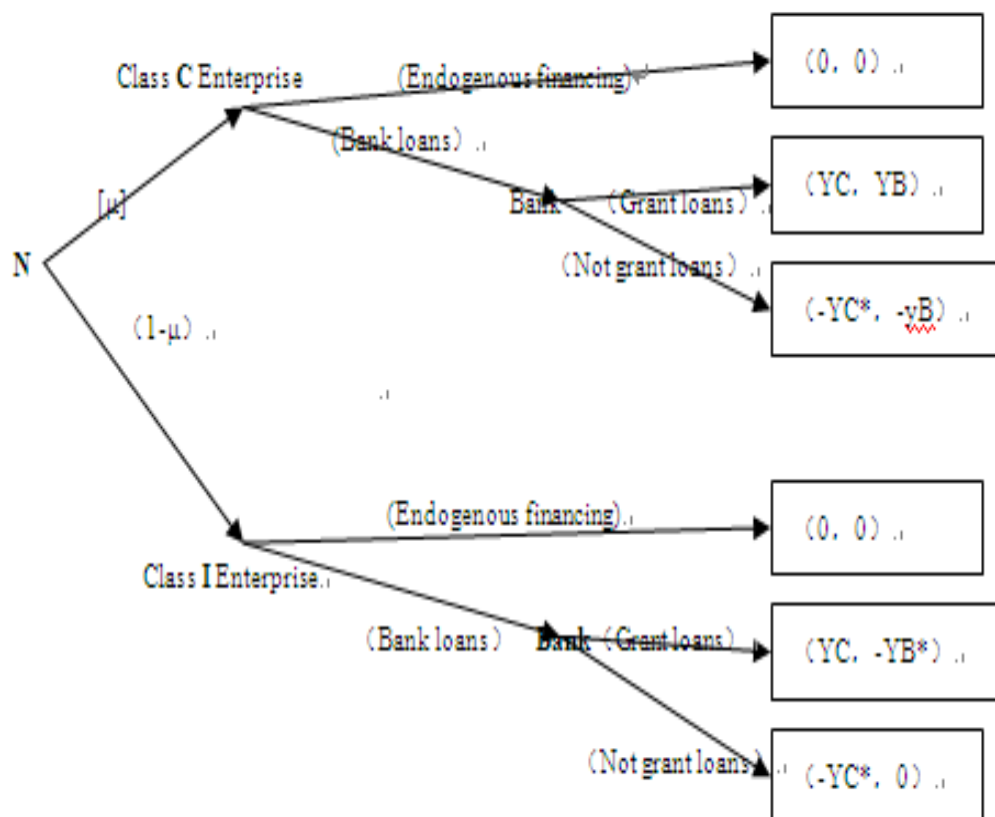 (0, 0)
Class C Enterprise
(Endogenous financing)
(Bank loans)
(YC, YB)
[μ]
Bank
(Grant loans)
N
(Not grant loans)
(-YC*, -yB)
(1-μ)
(Endogenous financing)
(0, 0)
Class I Enterprise
(Bank loans)
Bank
(Grant loans)
(YC, -YB*)
(Not grant loans)
(-YC*, 0)